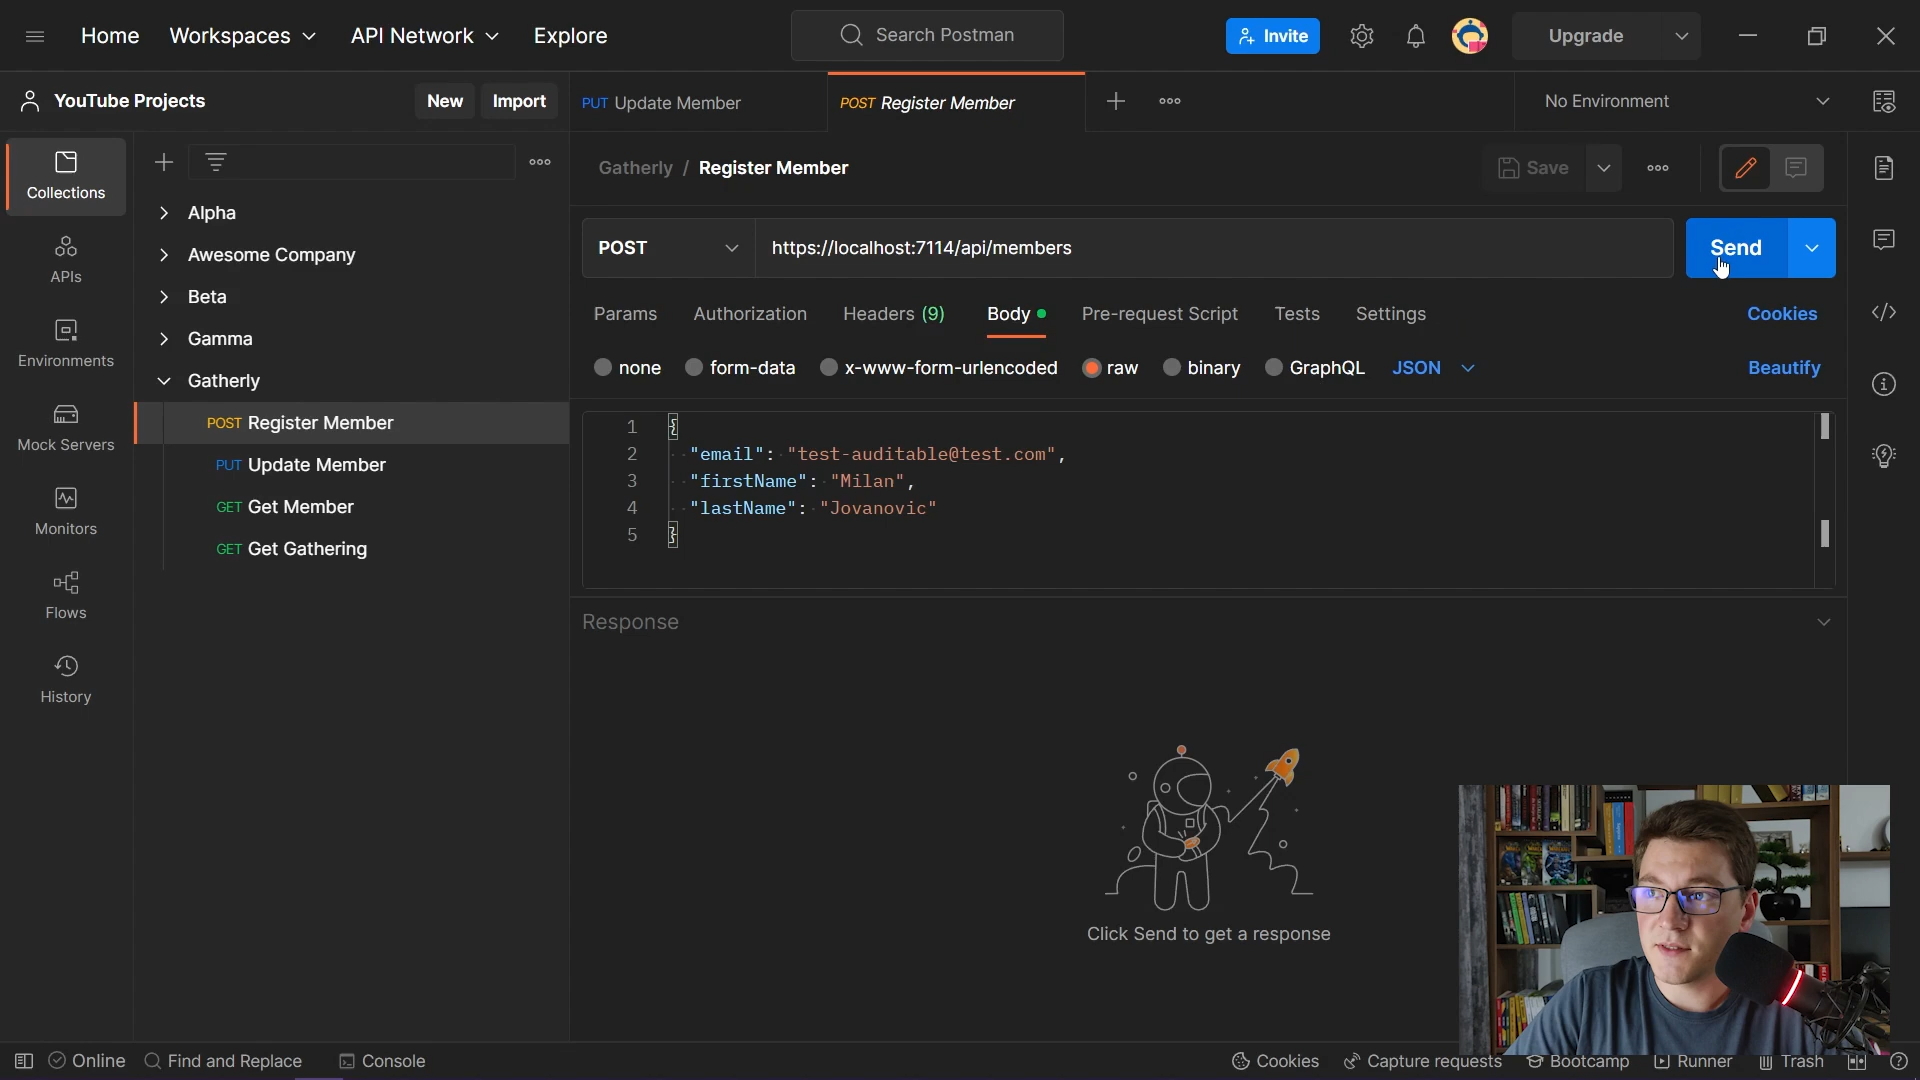 Home
Workspaces
API Network
Explore
Search Postman
Invite
Upgrade
YouTube Projects
New
Import
PUT Update Member
POST Register Member
No Environment
Collections
APIs
Environments
Mock Servers
Monitors
Flows
History
Alpha
Awesome Company
Beta
Gamma
Gatherly
POST Register Member
PUT Update Member
GET Get Member
GET Get Gathering
Gatherly / Register Member
Save
POST
https://localhost:7114/api/members
Send
Params
Authorization
Headers (9)
Body
Pre-request Script
Tests
Settings
Cookies
none
form-data
x-www-form-urlencoded
raw
binary
GraphQL
JSON
Beautify
1 {
2 "email": "test-auditable@test.com",
3 "firstName": "Milan",
4 "lastName": "Jovanovic"
5 }
Response
Click Send to get a response
Online
Find and Replace
Console
Cookies
Capture requests
Bootcamp
Runner
Trash